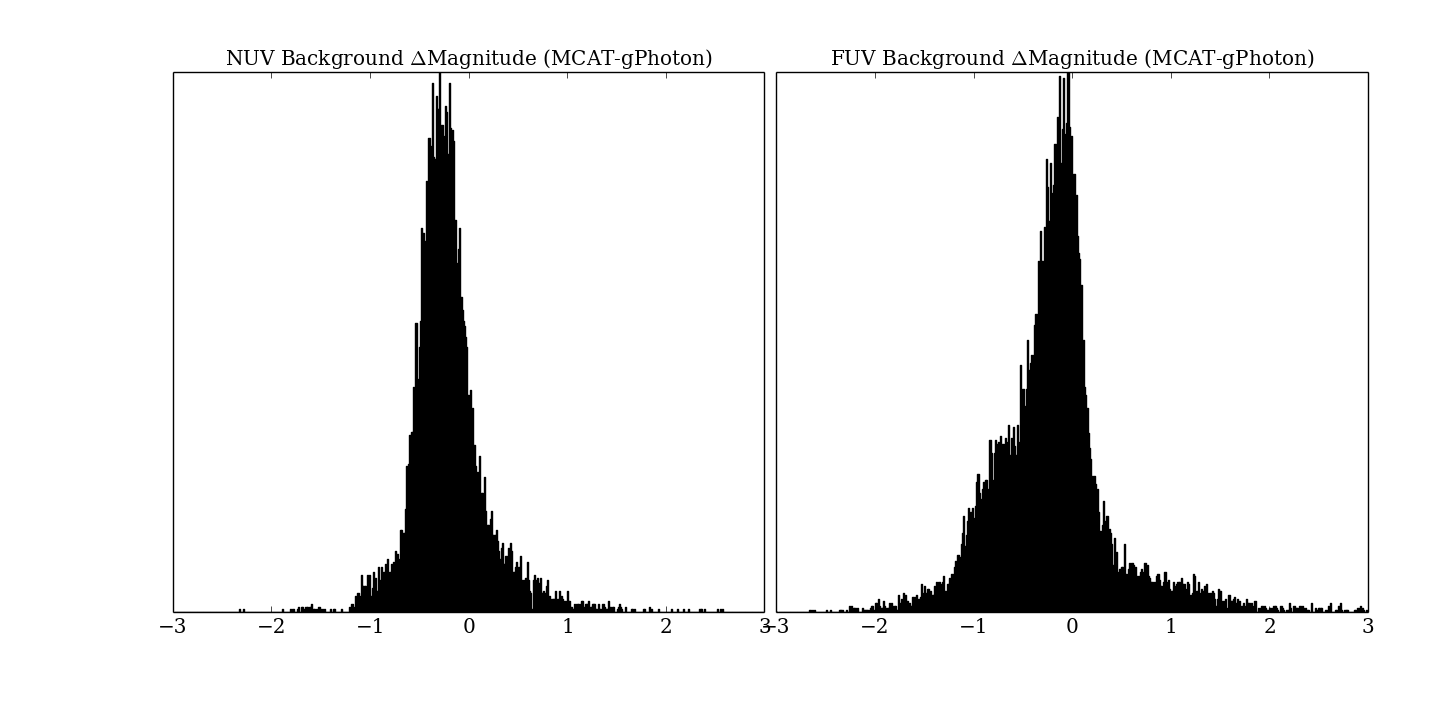 NUV Background ΔMagnitude (MCAT-gPhoton)
FUV Background ΔMagnitude (MCAT-gPhoton)
−3 −2 −1 0 1 2 3
−3 −2 −1 0 1 2 3